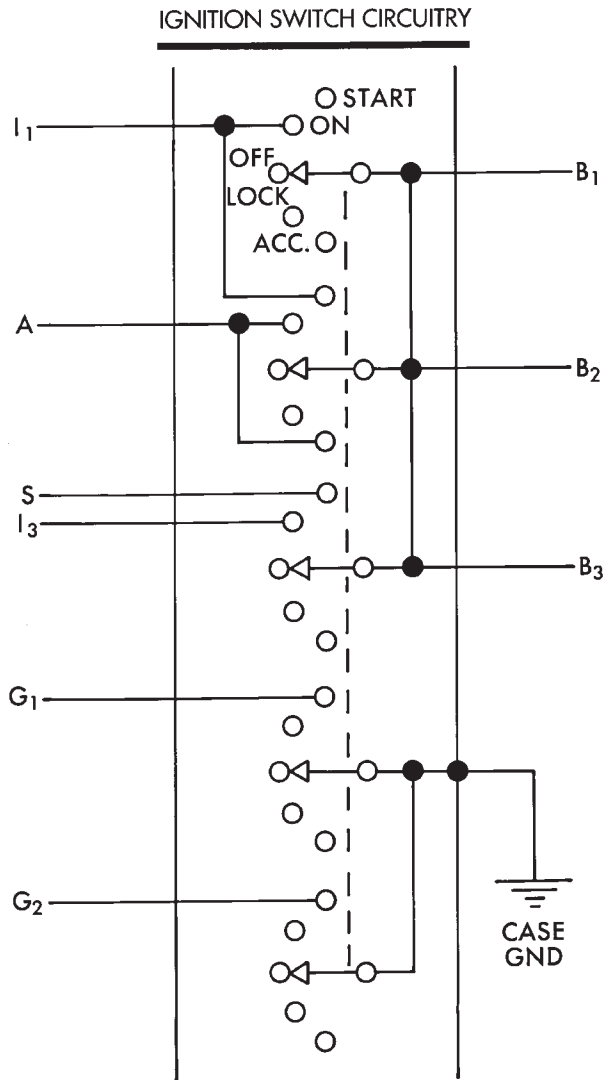 IGNITION SWITCH CIRCUITRY
START
I1
ON
OFF
B1
LOCK
ACC.
A
B2
S
I3
B3
G1
G2
CASE
GND